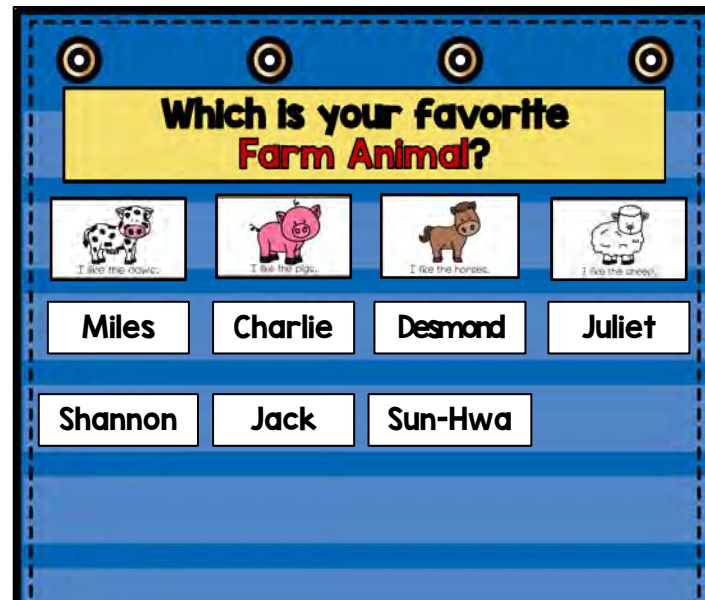 Which is your favorite
Farm Animal?
I like the cows. I like the pigs. I like the horses. I like the sheep.
Miles Charlie Desmond Juliet
Shannon Jack Sun-Hwa